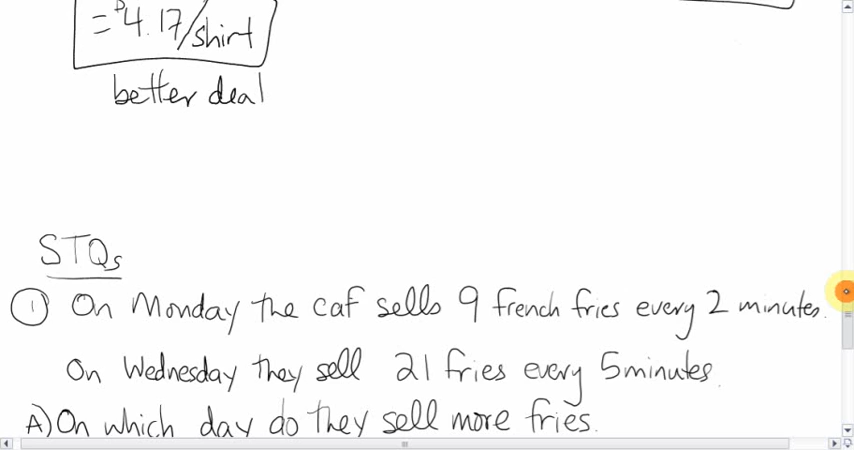 = $4.17/shirt
better deal
STQs
① On Monday the caf sells 9 french fries every 2 minutes.
On Wednesday they sell 21 fries every 5 minutes.
A) On which day do they sell more fries.